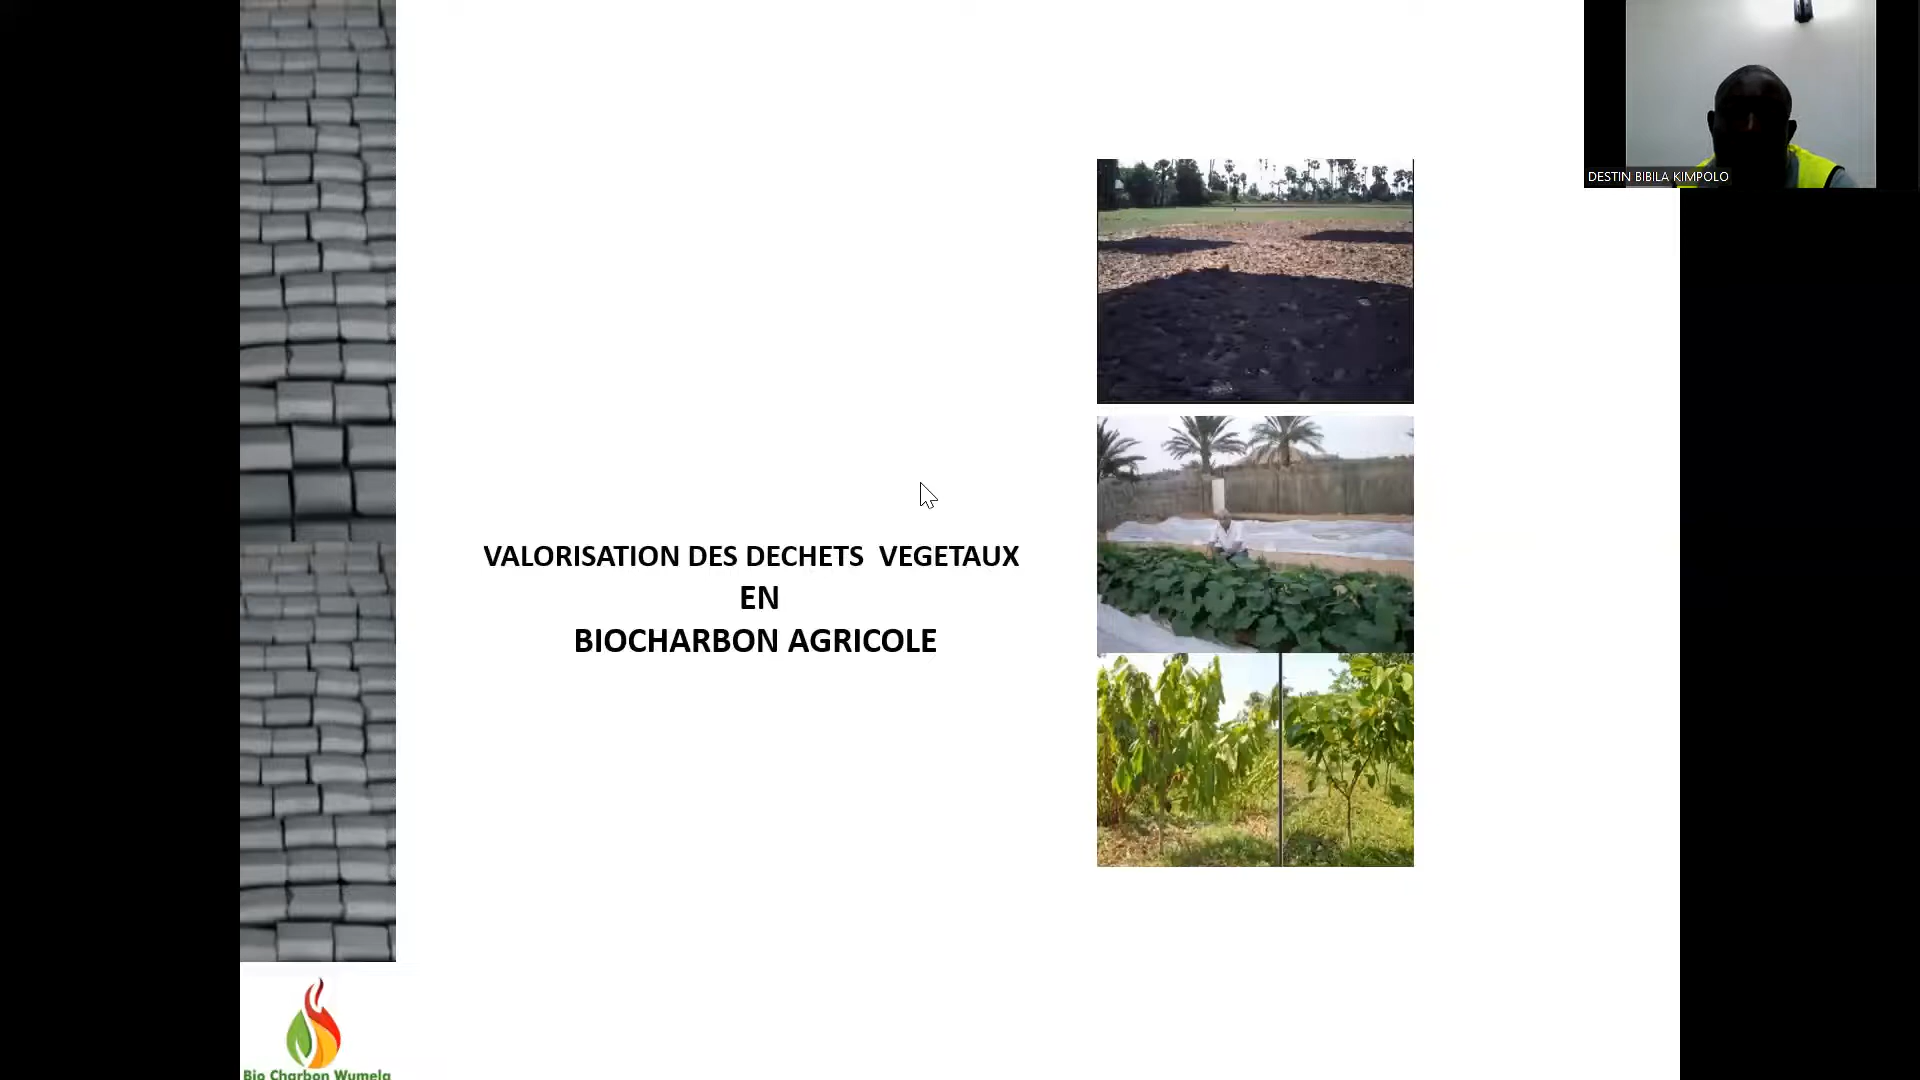 DESTIN BIBILA KIMPOLO
VALORISATION DES DECHETS VEGETAUX
EN
BIOCHARBON AGRICOLE
Bio Charbon Wumela